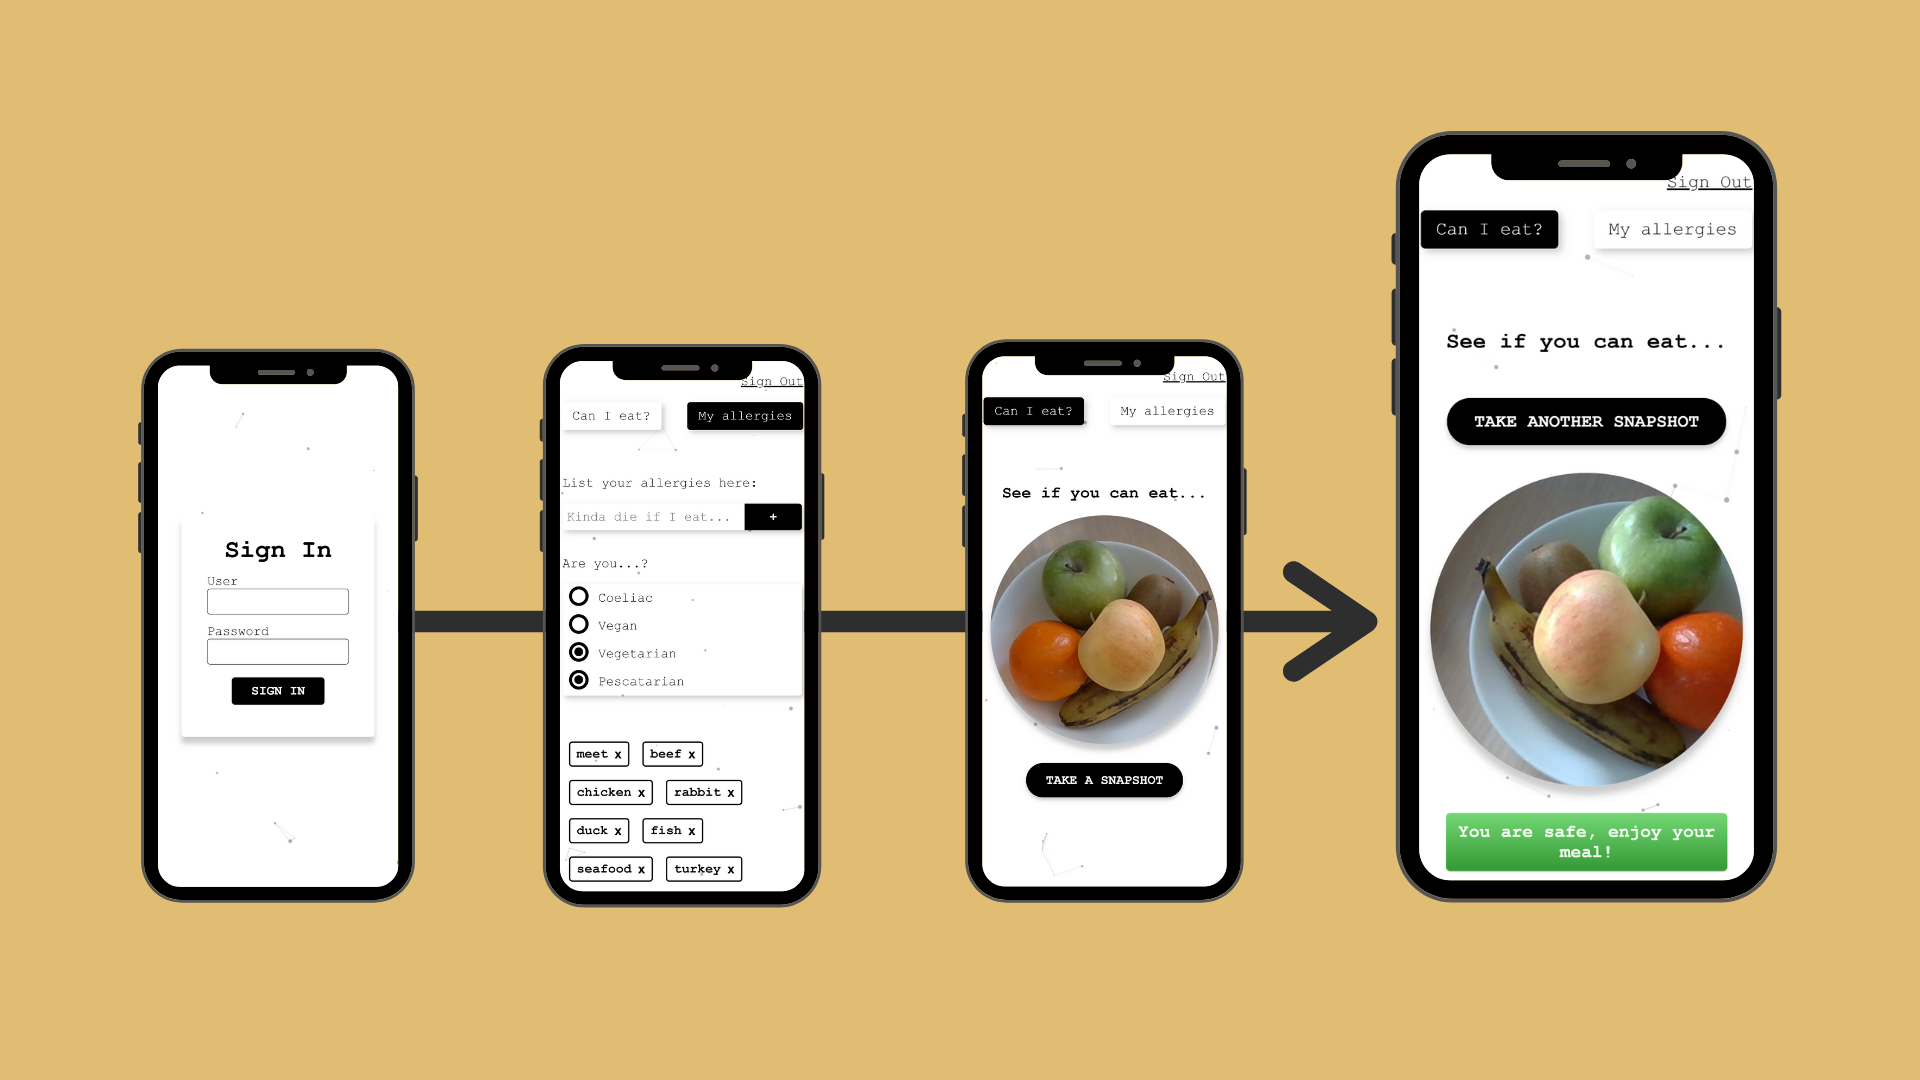 Sign In
User
Password
SIGN IN
Sign Out
Can I eat? My allergies
List your allergies here:
Kinda die if I eat... +
Are you...?
Coeliac
Vegan
Vegetarian
Pescatarian
meet x beef x
chicken x rabbit x
duck x fish x
seafood x turkey x
Sign Out
Can I eat? My allergies
See if you can eat...
TAKE A SNAPSHOT
Sign Out
Can I eat? My allergies
See if you can eat...
TAKE ANOTHER SNAPSHOT
You are safe, enjoy your
meal!